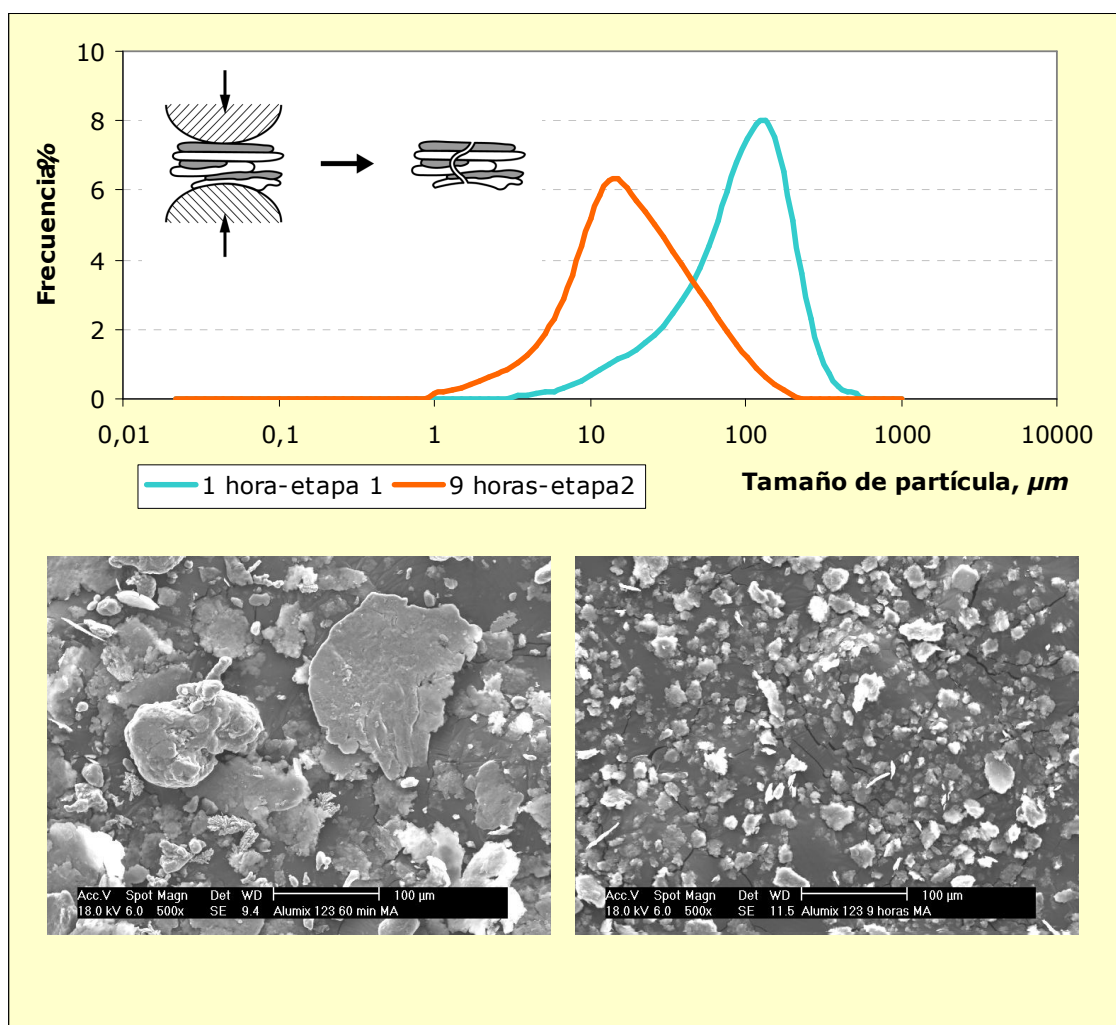 10
8
6
4
2
0
Frecuencia%
0,01 0,1 1 10 100 1000 10000
1 hora-etapa 1 9 horas-etapa2
Tamaño de partícula, µm
Acc.V Spot Magn Det WD 100 µm
18.0 kV 6.0 500x SE 9.4 Alumix 123 60 min MA
Acc.V Spot Magn Det WD 100 µm
18.0 kV 6.0 500x SE 11.5 Alumix 123 9 horas MA